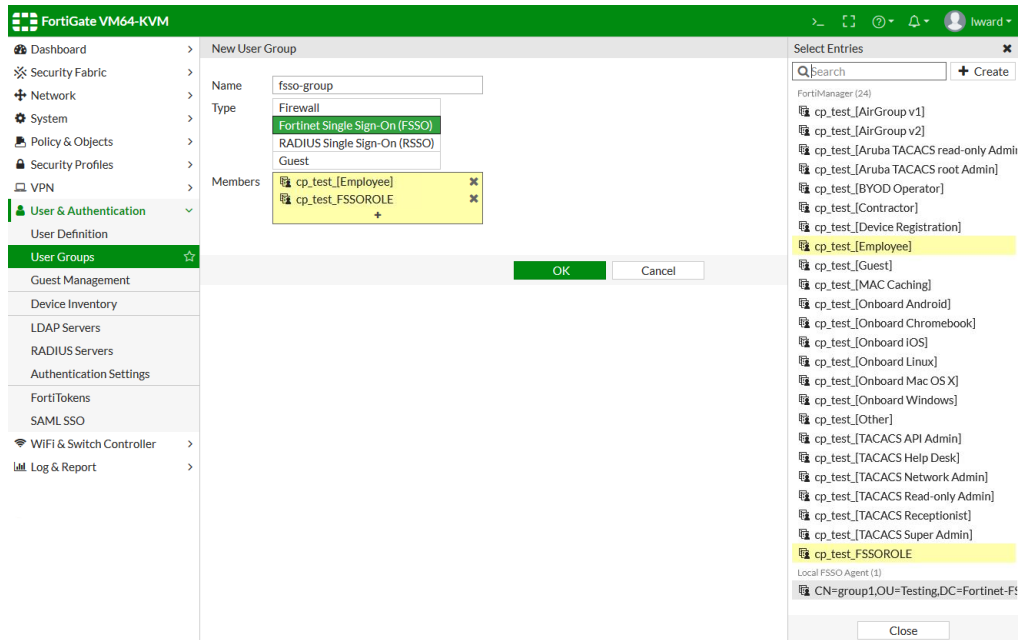 FortiGate VM64-KVM
>_
lward
Dashboard
Security Fabric
Network
System
Policy & Objects
Security Profiles
VPN
User & Authentication
User Definition
User Groups
Guest Management
Device Inventory
LDAP Servers
RADIUS Servers
Authentication Settings
FortiTokens
SAML SSO
WiFi & Switch Controller
Log & Report
New User Group
Name
fsso-group
Type
Firewall
Fortinet Single Sign-On (FSSO)
RADIUS Single Sign-On (RSSO)
Guest
Members
cp_test_[Employee]
cp_test_FSSOROLE
+
OK
Cancel
Select Entries
Search
+ Create
FortiManager (24)
cp_test_[AirGroup v1]
cp_test_[AirGroup v2]
cp_test_[Aruba TACACS read-only Admin
cp_test_[Aruba TACACS root Admin]
cp_test_[BYOD Operator]
cp_test_[Contractor]
cp_test_[Device Registration]
cp_test_[Employee]
cp_test_[Guest]
cp_test_[MAC Caching]
cp_test_[Onboard Android]
cp_test_[Onboard Chromebook]
cp_test_[Onboard iOS]
cp_test_[Onboard Linux]
cp_test_[Onboard Mac OS X]
cp_test_[Onboard Windows]
cp_test_[Other]
cp_test_[TACACS API Admin]
cp_test_[TACACS Help Desk]
cp_test_[TACACS Network Admin]
cp_test_[TACACS Read-only Admin]
cp_test_[TACACS Receptionist]
cp_test_[TACACS Super Admin]
cp_test_FSSOROLE
Local FSSO Agent (1)
CN=group1,OU=Testing,DC=Fortinet-FS
Close